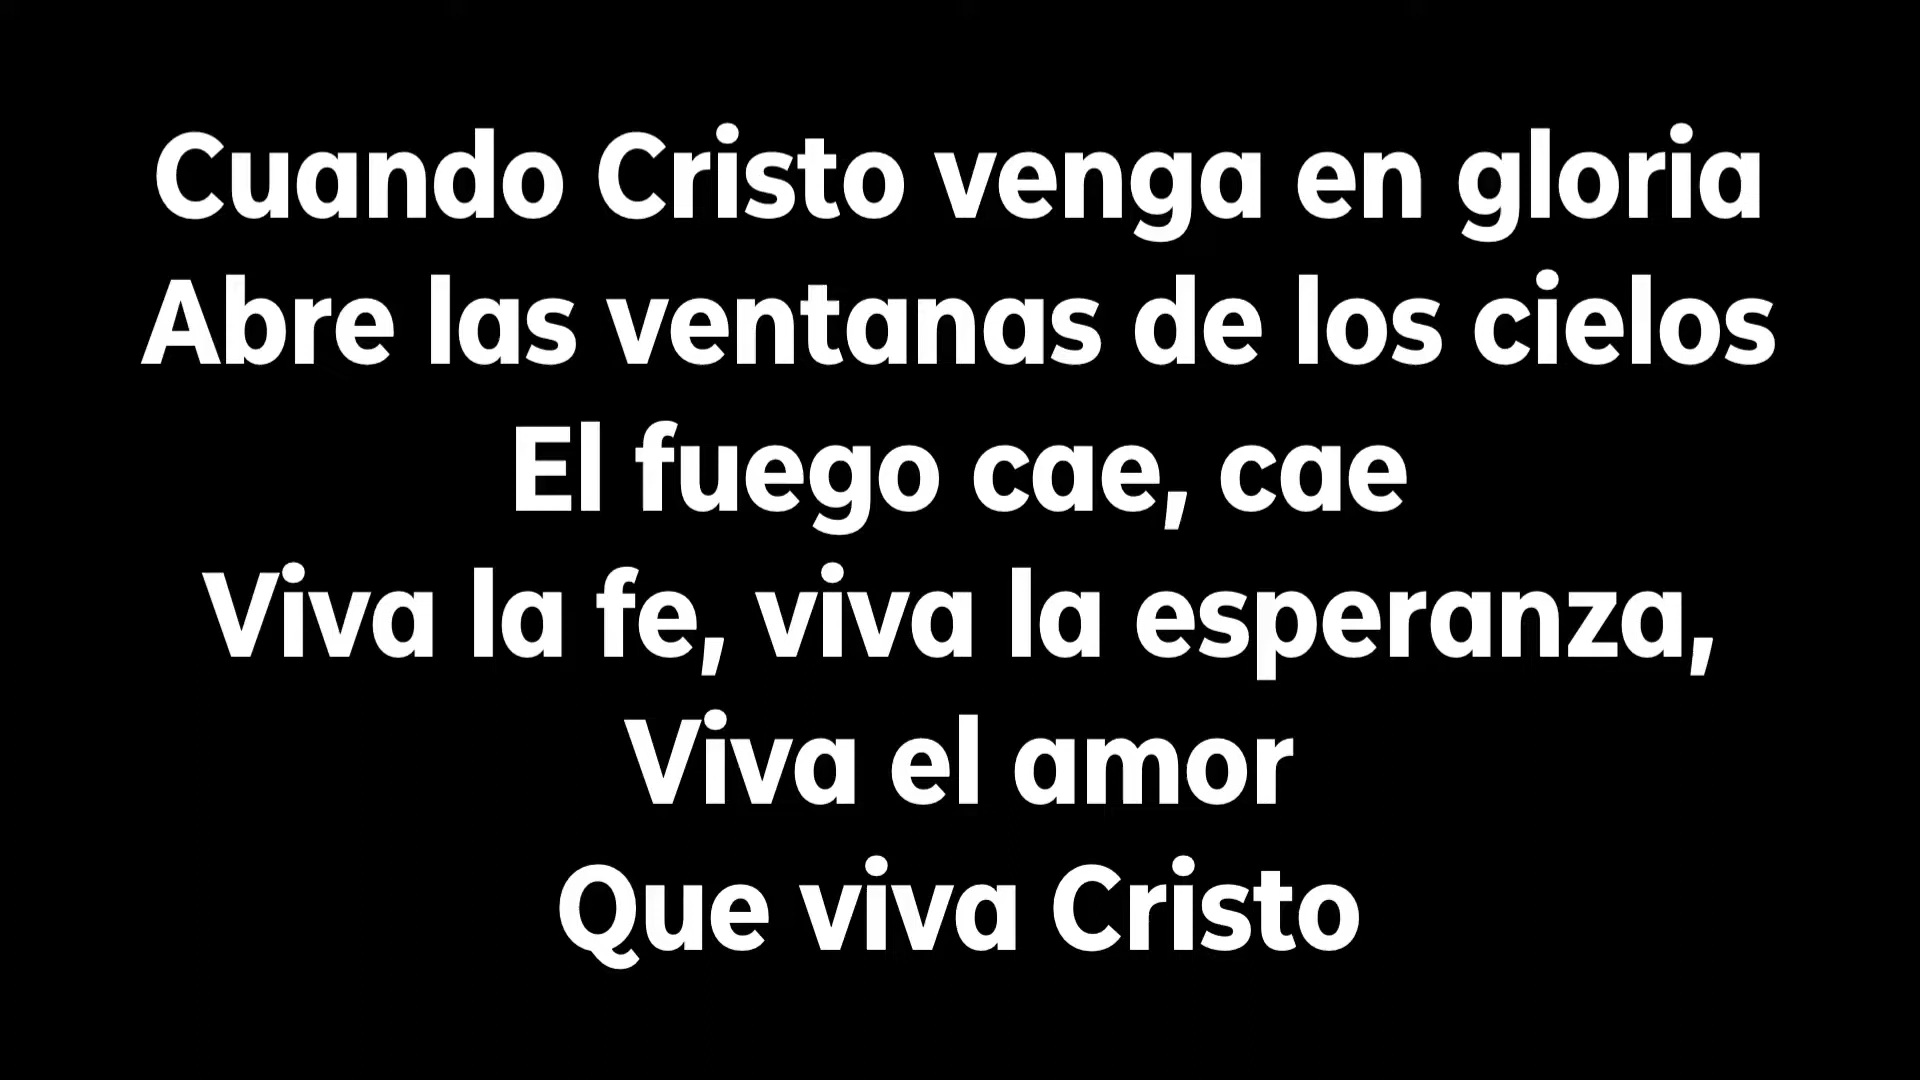 Cuando Cristo venga en gloria
Abre las ventanas de los cielos
El fuego cae, cae
Viva la fe, viva la esperanza,
Viva el amor
Que viva Cristo